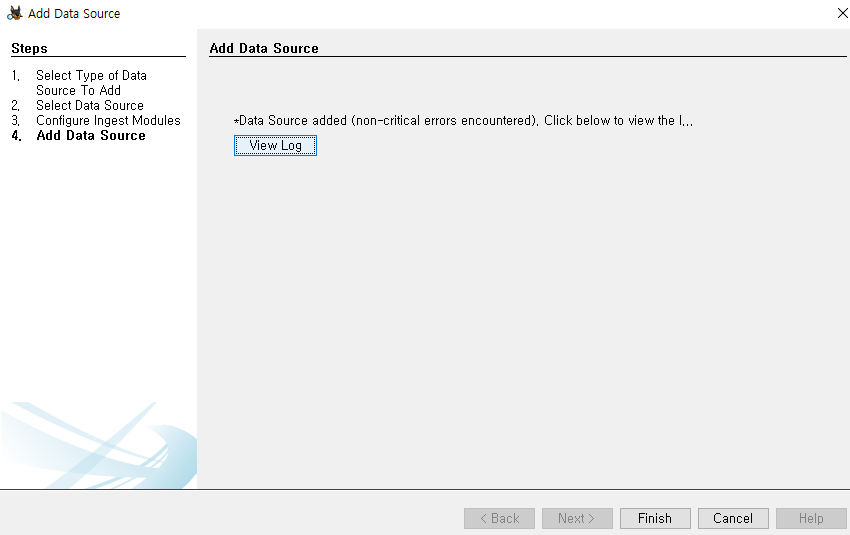 Add Data Source
Steps
1. Select Type of Data
Source To Add
2. Select Data Source
3. Configure Ingest Modules
4. Add Data Source
Add Data Source
*Data Source added (non-critical errors encountered). Click below to view the l...
View Log
< Back
Next >
Finish
Cancel
Help